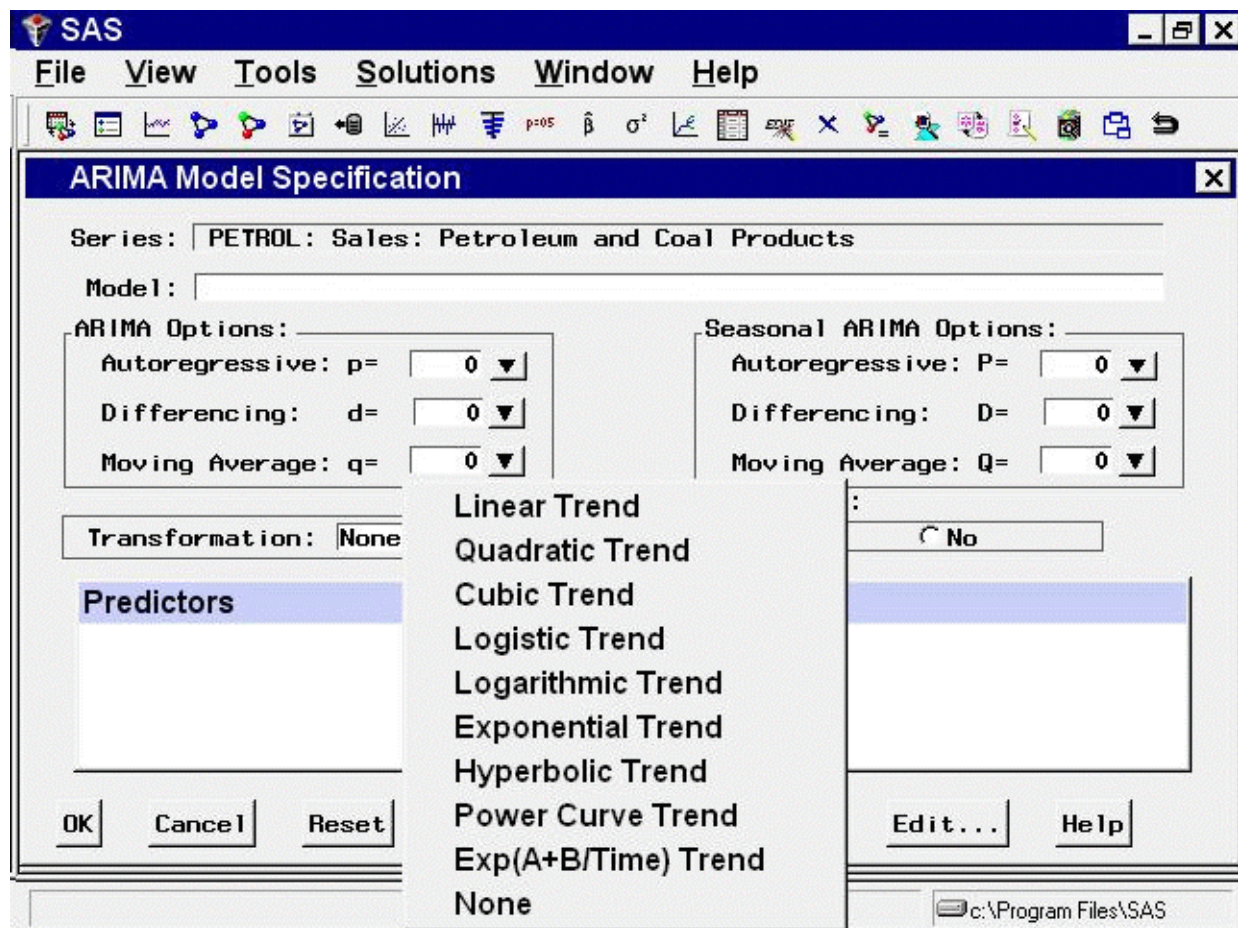 SAS
File View Tools Solutions Window Help
p=05 β̂ σ²
ARIMA Model Specification
Series: PETROL: Sales: Petroleum and Coal Products
Model:
ARIMA Options:
Autoregressive: p= 0
Differencing: d= 0
Moving Average: q= 0
Seasonal ARIMA Options:
Autoregressive: P= 0
Differencing: D= 0
Moving Average: Q= 0
Transformation: None
:
No
Predictors
Linear Trend
Quadratic Trend
Cubic Trend
Logistic Trend
Logarithmic Trend
Exponential Trend
Hyperbolic Trend
Power Curve Trend
Exp(A+B/Time) Trend
None
OK Cancel Reset Edit... Help
c:\Program Files\SAS